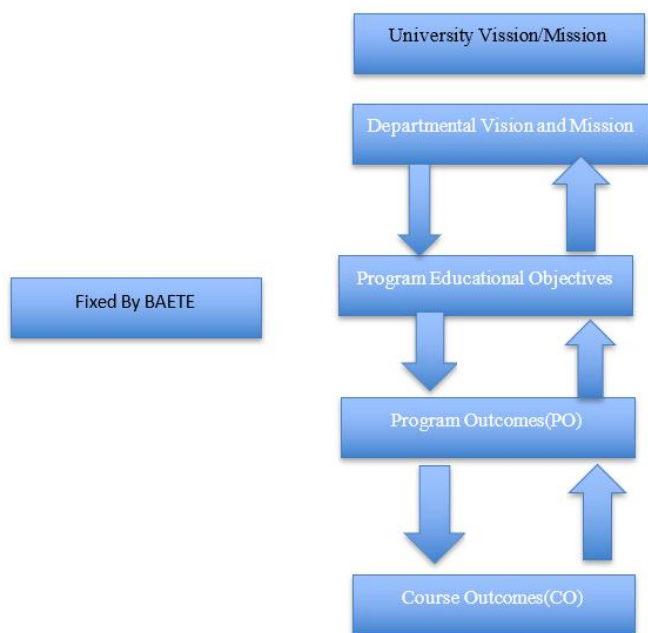 University Vission/Mission
Departmental Vision and Mission
Program Educational Objectives
Fixed By BAETE
Program Outcomes(PO)
Course Outcomes(CO)